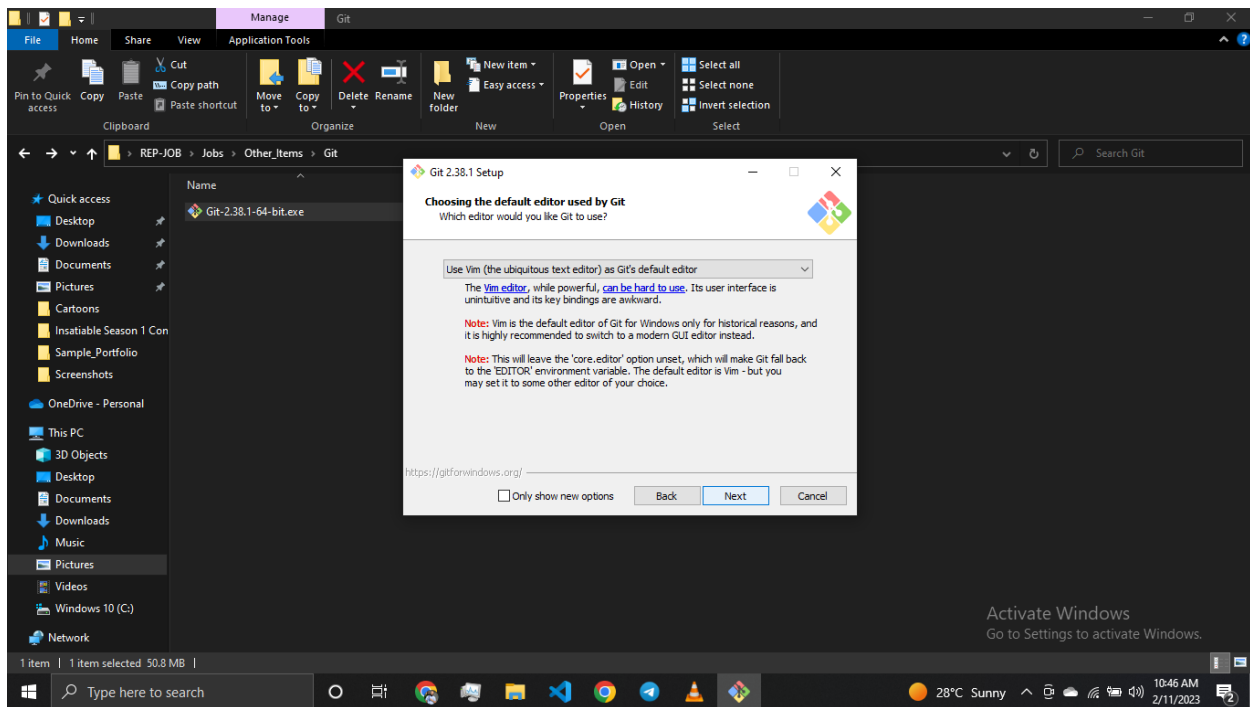 Manage
Git
File Home Share View Application Tools
Pin to Quick access
Copy
Paste
Cut
Copy path
Paste shortcut
Clipboard
Move to
Copy to
Delete
Rename
Organize
New folder
New item
Easy access
New
Properties
Open
Edit
History
Open
Select all
Select none
Invert selection
Select
REP-JOB > Jobs > Other_Items > Git
Search Git
Quick access
Desktop
Downloads
Documents
Pictures
Cartoons
Insatiable Season 1 Con
Sample_Portfolio
Screenshots
OneDrive - Personal
This PC
3D Objects
Desktop
Documents
Downloads
Music
Pictures
Videos
Windows 10 (C:)
Network
Name
Git-2.38.1-64-bit.exe
Git 2.38.1 Setup
Choosing the default editor used by Git
Which editor would you like Git to use?
Use Vim (the ubiquitous text editor) as Git's default editor
The Vim editor, while powerful, can be hard to use. Its user interface is
unintuitive and its key bindings are awkward.
Note: Vim is the default editor of Git for Windows only for historical reasons, and
it is highly recommended to switch to a modern GUI editor instead.
Note: This will leave the 'core.editor' option unset, which will make Git fall back
to the 'EDITOR' environment variable. The default editor is Vim - but you
may set it to some other editor of your choice.
https://gitforwindows.org/
Only show new options
Back
Next
Cancel
Activate Windows
Go to Settings to activate Windows.
1 item | 1 item selected 50.8 MB |
Type here to search
28°C Sunny
10:46 AM
2/11/2023
2